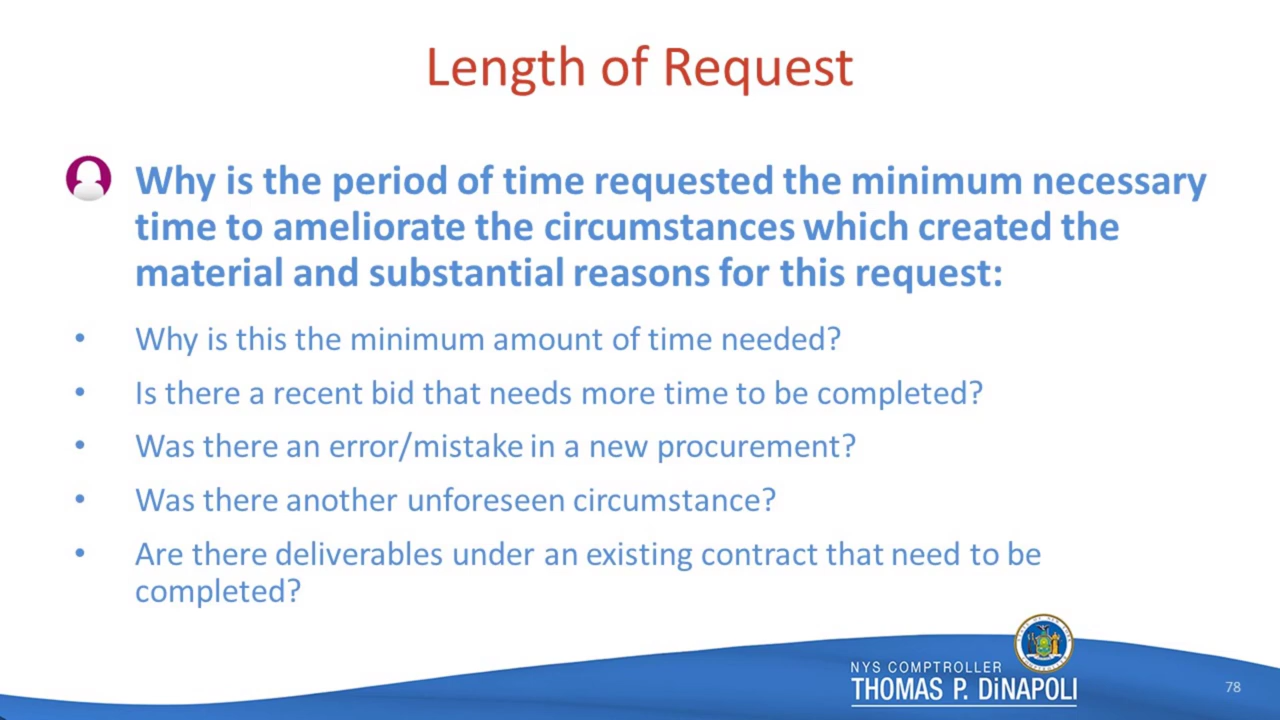 Length of Request
Why is the period of time requested the minimum necessary
time to ameliorate the circumstances which created the
material and substantial reasons for this request:
• Why is this the minimum amount of time needed?
• Is there a recent bid that needs more time to be completed?
• Was there an error/mistake in a new procurement?
• Was there another unforeseen circumstance?
• Are there deliverables under an existing contract that need to be
completed?
NYS COMPTROLLER
THOMAS P. DiNAPOLI
78